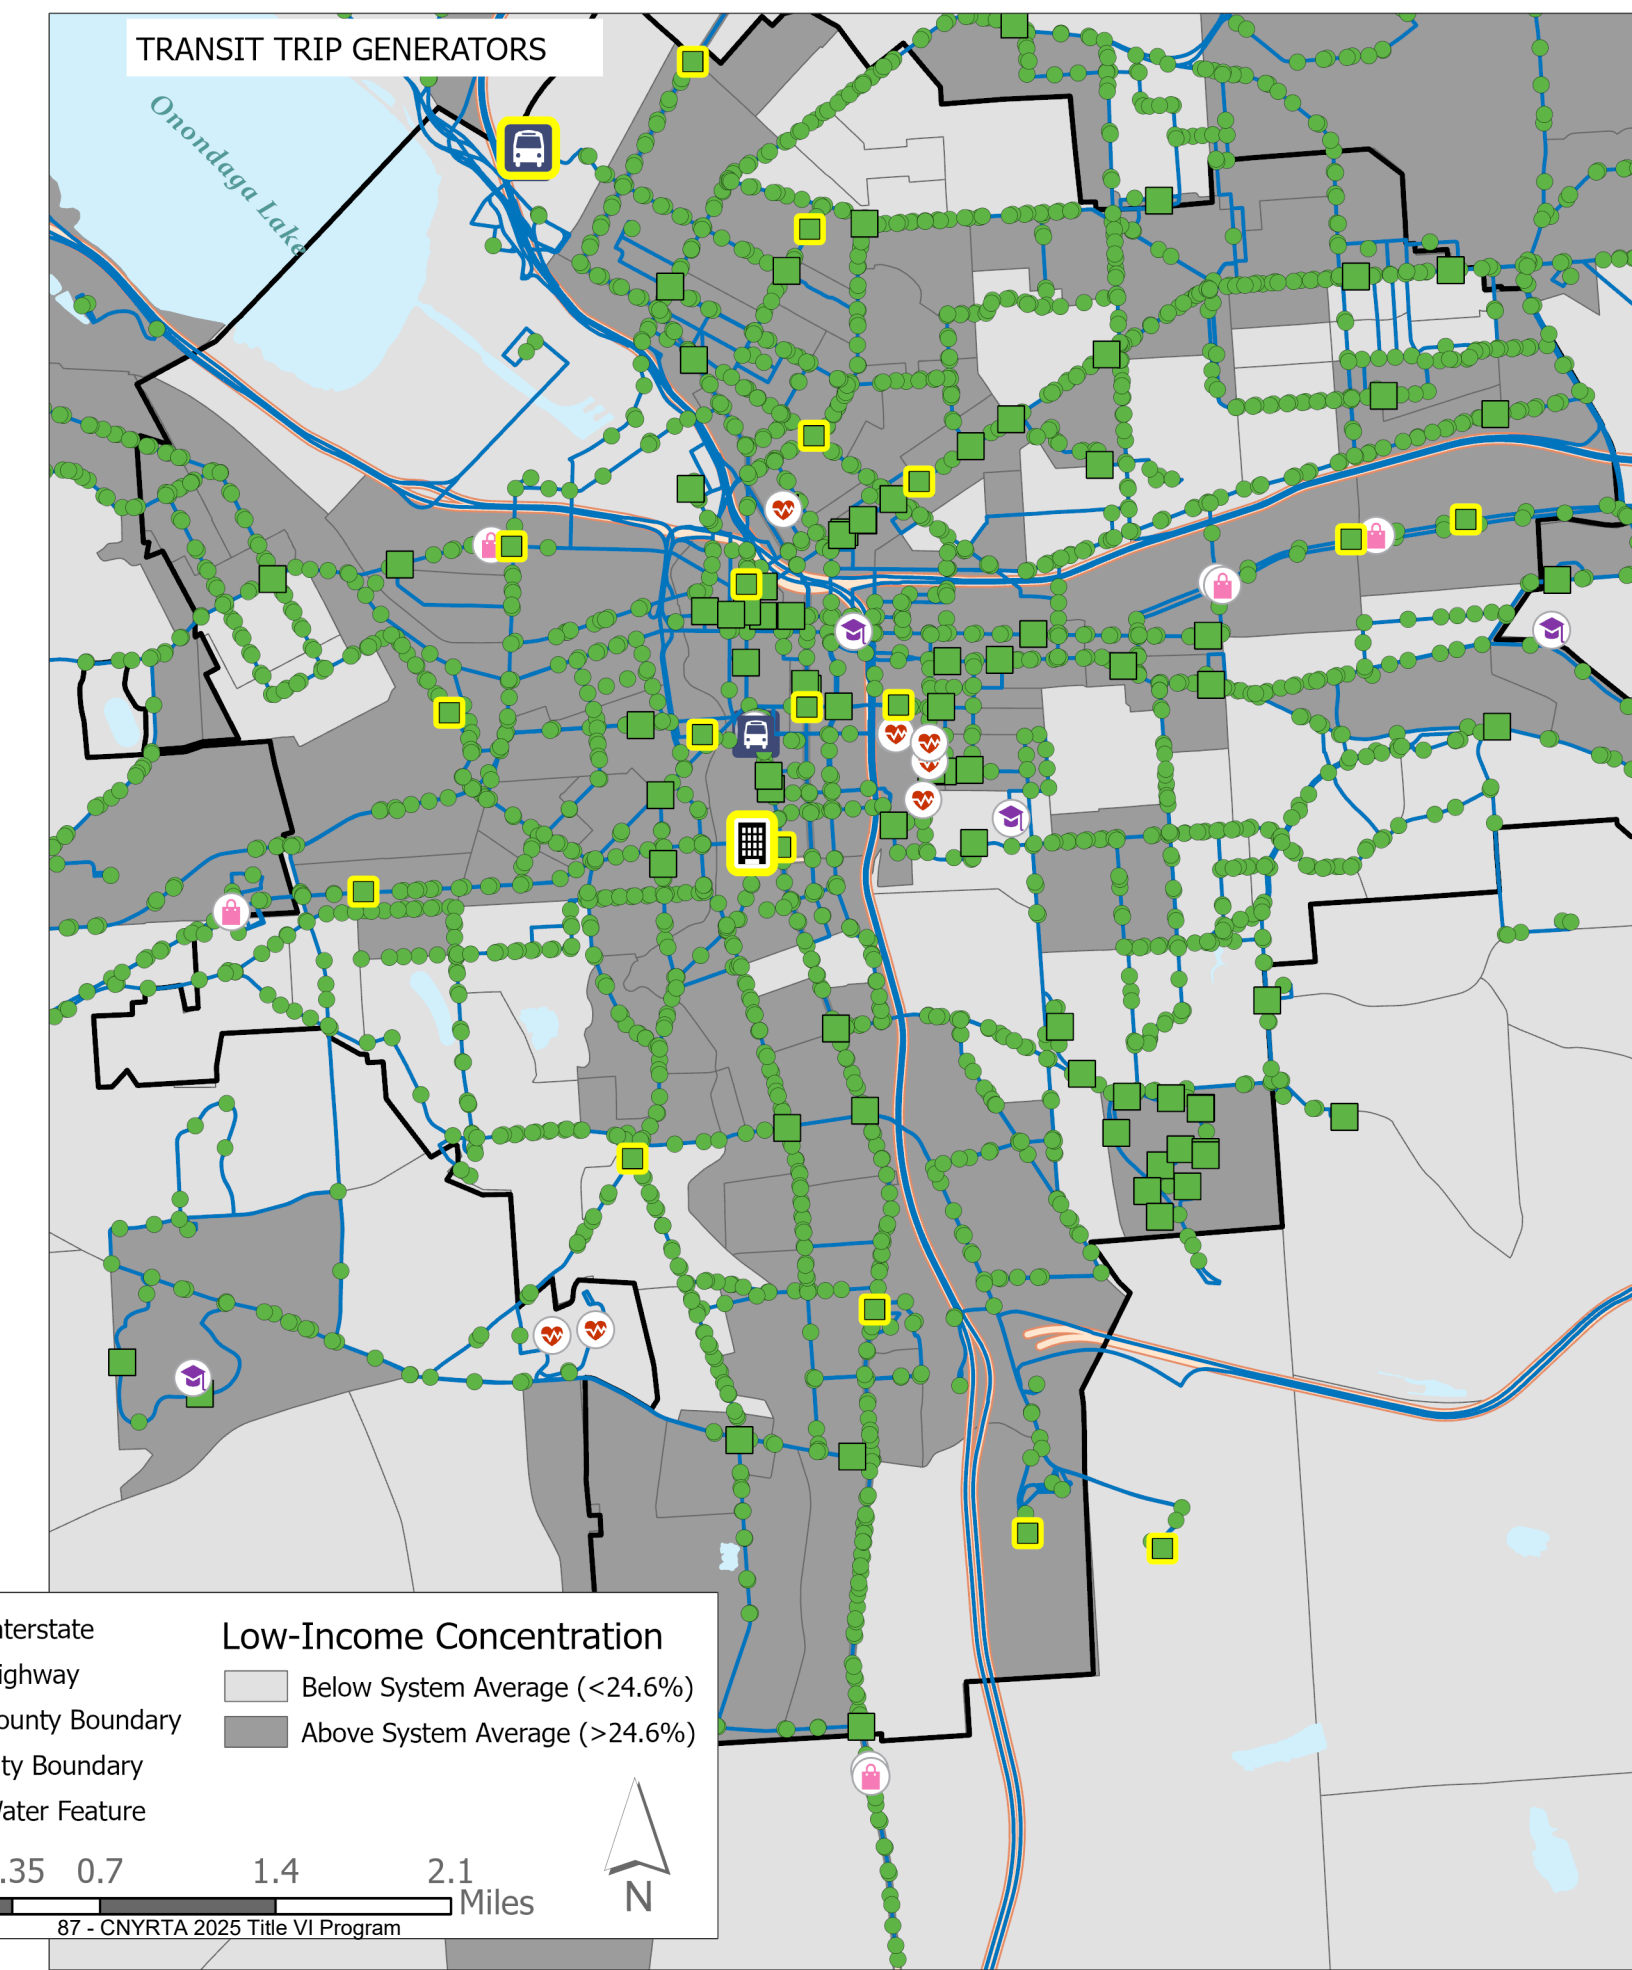 TRANSIT TRIP GENERATORS
Onondaga Lake
nterstate
ighway
ounty Boundary
ty Boundary
Water Feature
Low-Income Concentration
Below System Average (<24.6%)
Above System Average (>24.6%)
.35 0.7 1.4 2.1
Miles
N
87 - CNYRTA 2025 Title VI Program